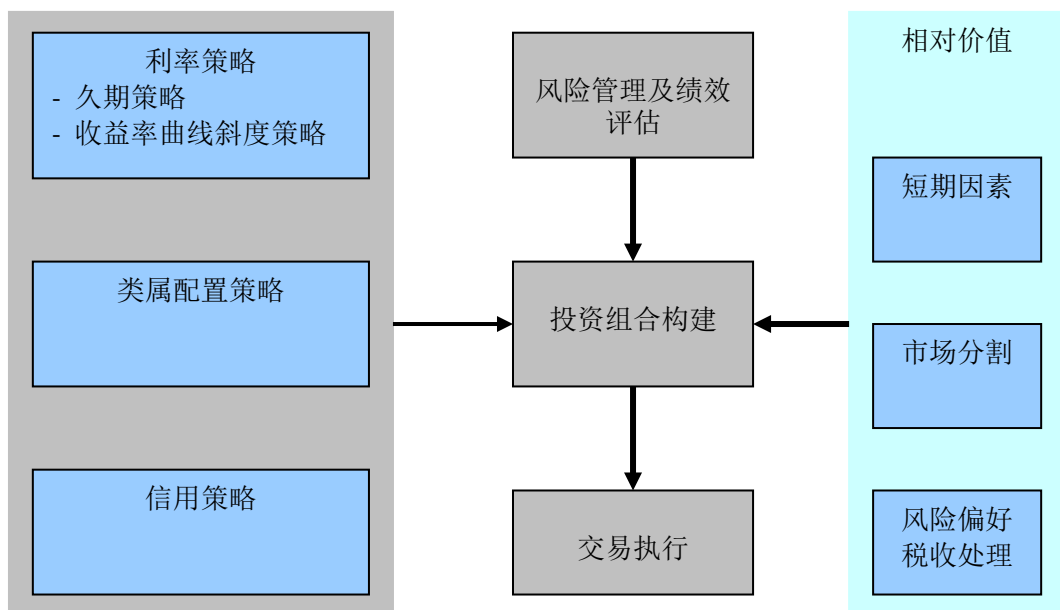 利率策略
- 久期策略
- 收益率曲线斜度策略
类属配置策略
信用策略
风险管理及绩效
评估
投资组合构建
交易执行
相对价值
短期因素
市场分割
风险偏好
税收处理